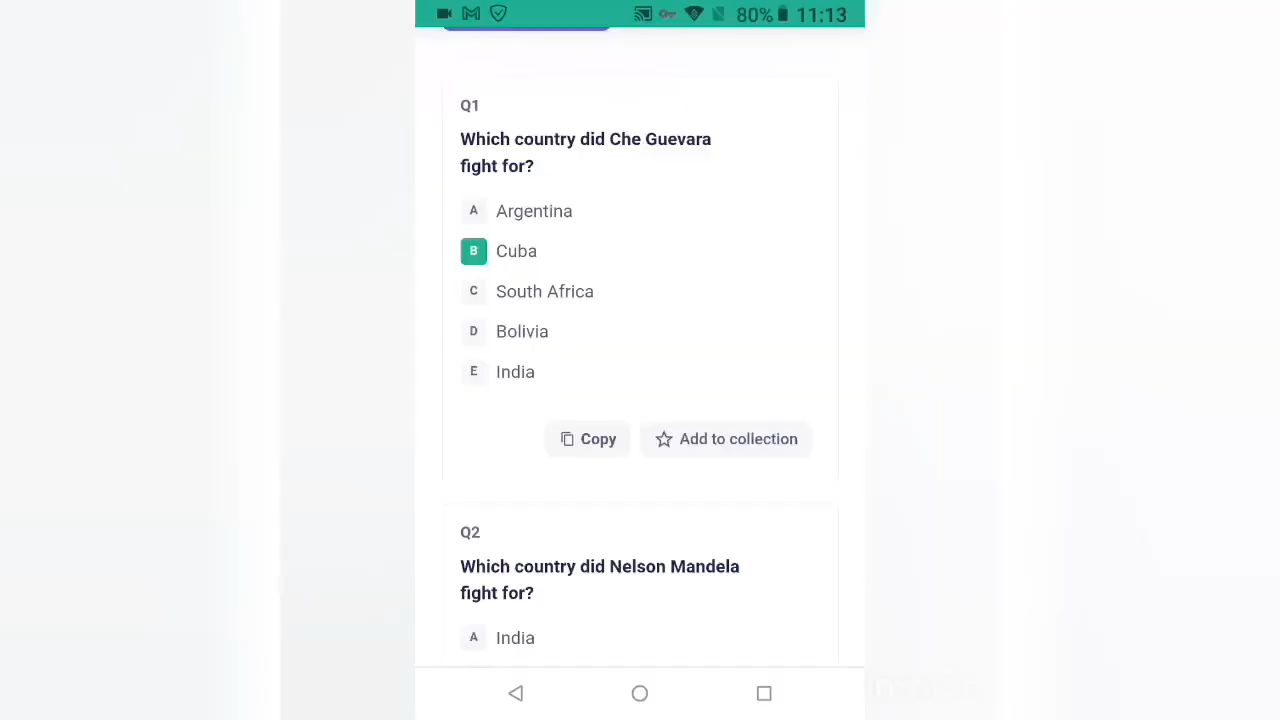 80% 11:13
Q1
Which country did Che Guevara
fight for?
A Argentina
B Cuba
C South Africa
D Bolivia
E India
Copy Add to collection
Q2
Which country did Nelson Mandela
fight for?
A India